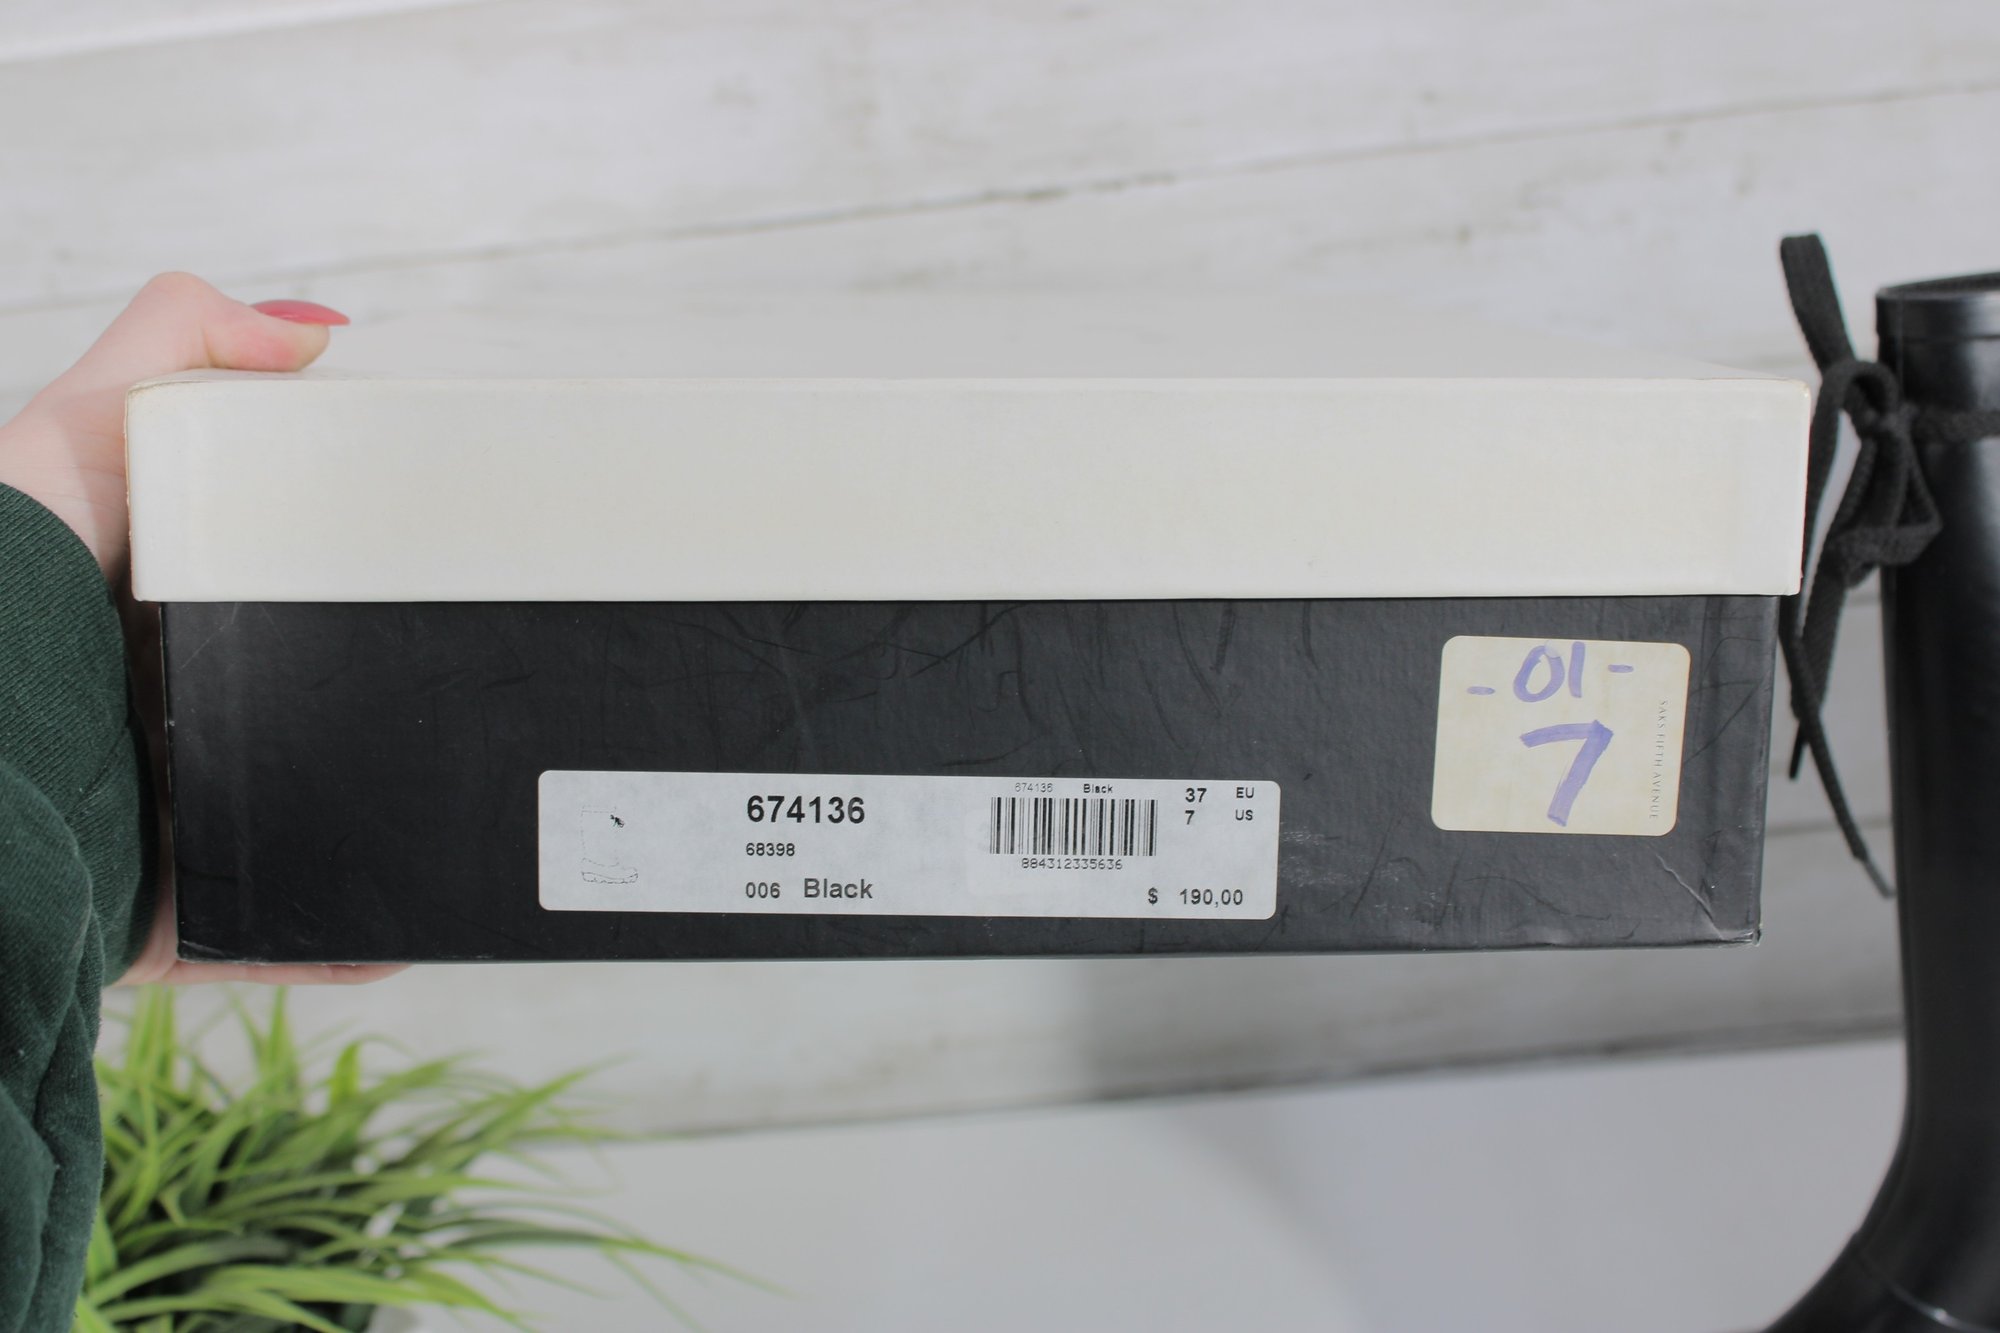 - 01 -
7
SAKS FIFTH AVENUE
674136
68398
006 Black
674136 Black
884312335636
37 EU
7 US
$ 190,00